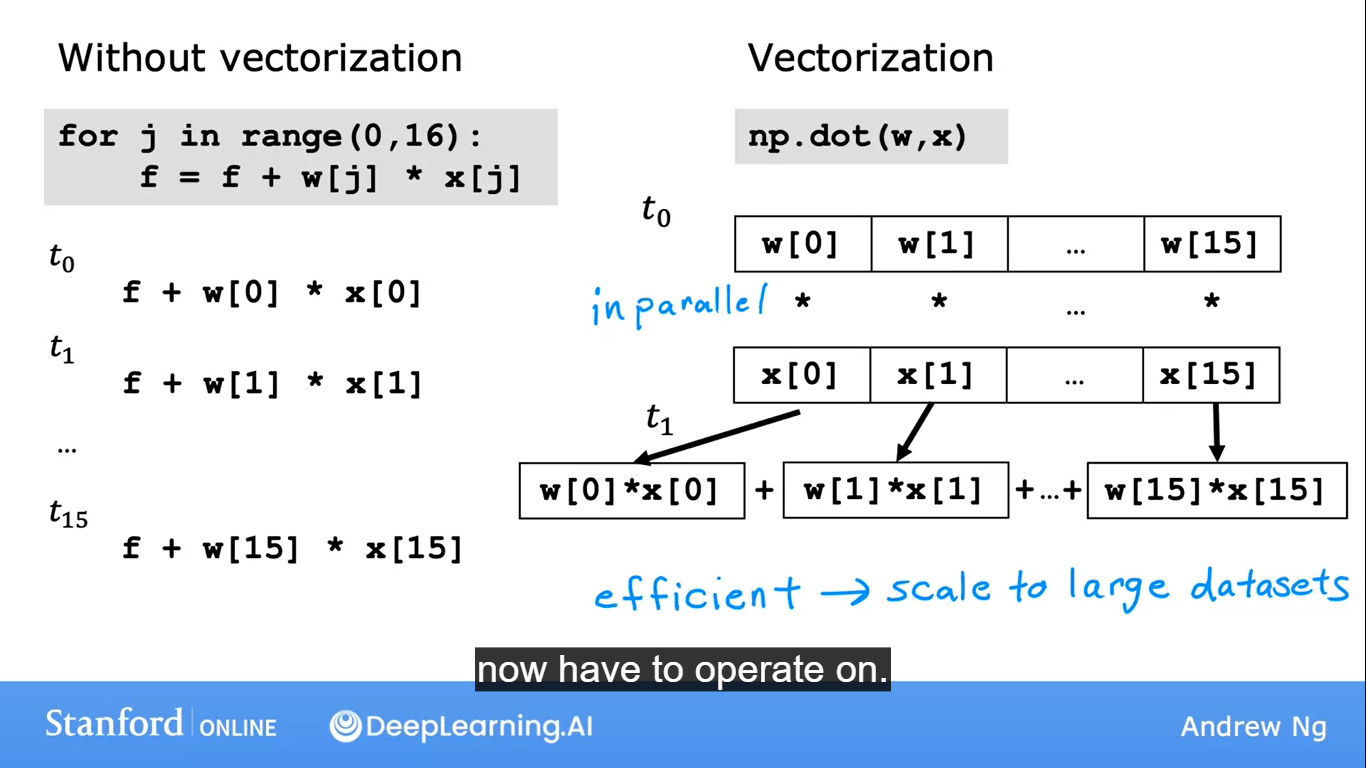 Without vectorization
for j in range(0,16):
f = f + w[j] * x[j]
t0
f + w[0] * x[0]
t1
f + w[1] * x[1]
…
t15
f + w[15] * x[15]
Vectorization
np.dot(w,x)
t0
w[0] w[1] … w[15]
in parallel * * … *
x[0] x[1] … x[15]
t1
w[0]*x[0] + w[1]*x[1] +…+ w[15]*x[15]
efficient → scale to large datasets
now have to operate on.
Stanford ONLINE DeepLearning.AI Andrew Ng